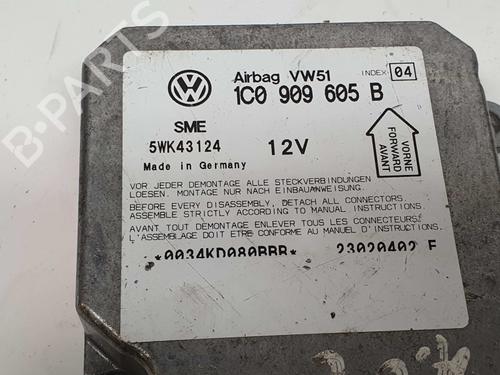 Airbag VW51 INDEX 04
1C0 909 605 B
SME
5WK43124 12V
Made in Germany
VORNE
FORWARD
AVANT
VOR JEDER DEMONTAGE ALLE STECKVERBINDUNGEN
LOESEN. MONTAGE NUR NACH EINBAUANWEISUNG.
BEFORE EVERY DISASSEMBLY, DETACH ALL CONNECTORS.
ASSEMBLE STRICTLY ACCORDING TO MANUAL INSTRUCTIONS.
AVANT TOUT DEMONTAGE ENLEVER TOUS LES CONNECTEURS.
L'ASSEMBLAGE DOIT ETRE CONFORME AU MANUEL D'INSTRUCTIONS.
*0034KD080BBB* 23020402 F
B-Parts